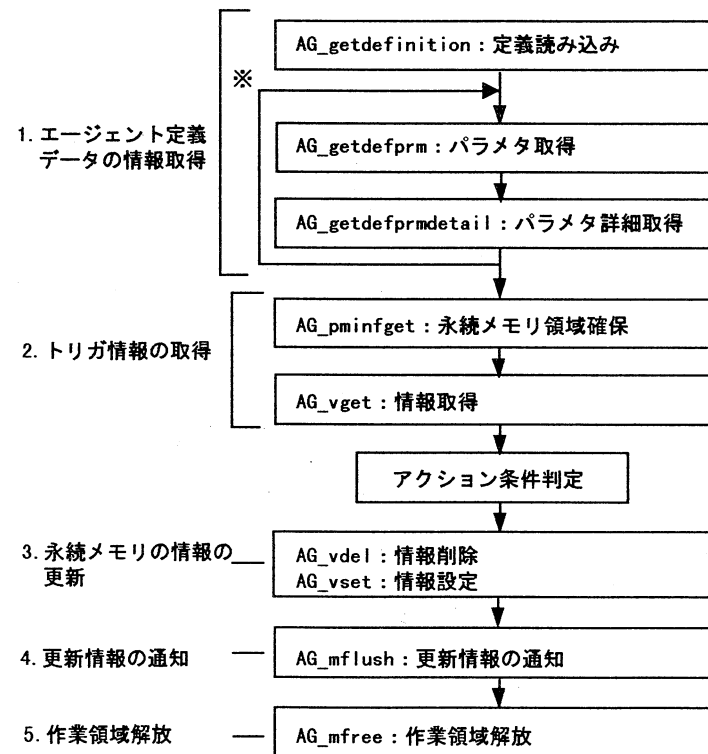 AG_getdefinition：定義読み込み
※
1. エージェント定義
データの情報取得
AG_getdefprm：パラメタ取得
AG_getdefprmdetail：パラメタ詳細取得
AG_pminfget：永続メモリ領域確保
2. トリガ情報の取得
AG_vget：情報取得
アクション条件判定
3. 永続メモリの情報の
更新
AG_vdel：情報削除
AG_vset：情報設定
4. 更新情報の通知
AG_mflush：更新情報の通知
5. 作業領域解放
AG_mfree：作業領域解放